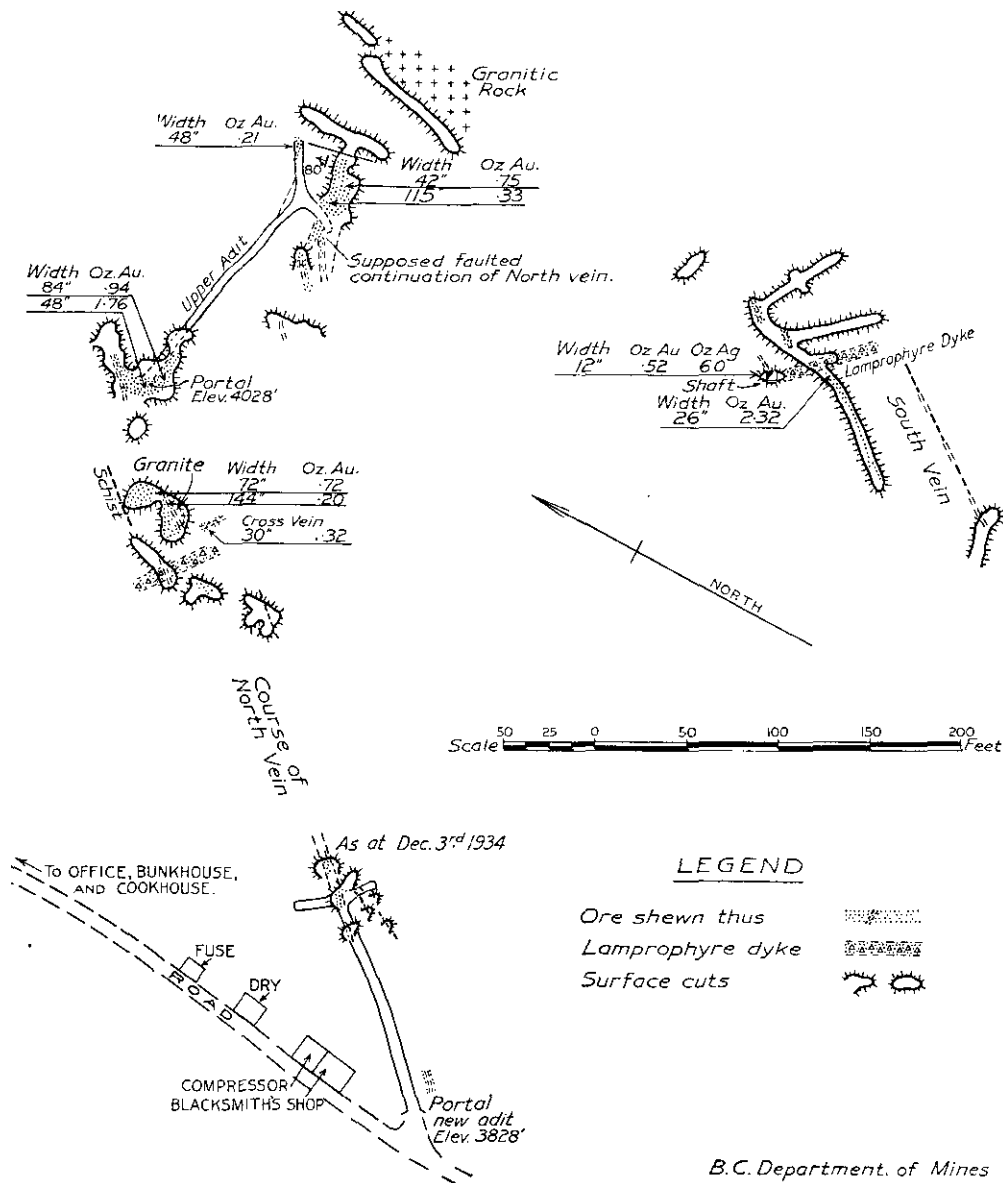 Granitic
Rock
Width Oz Au.
48" .21
80°
Width Oz Au.
42" .75
115 .33
Upper Adit
Supposed faulted
continuation of North vein.
Width Oz. Au.
84" .94
48" 1.76
Portal
Elev. 4028'
Width Oz Au Oz Ag
12" .52 60
Shaft
Lamprophyre Dyke
Width Oz Au.
26" 2.32
South Vein
Schist
Granite Width Oz. Au.
72" .72
144" .20
Cross Vein
30" .32
NORTH
Course of
North Vein
Scale 50 25 0 50 100 150 200 Feet
As at Dec. 3rd 1934
To OFFICE, BUNKHOUSE,
AND COOKHOUSE.
FUSE
ROAD
DRY
COMPRESSOR
BLACKSMITH'S SHOP
Portal
new adit
Elev. 3828'
LEGEND
Ore shewn thus
Lamprophyre dyke
Surface cuts
B.C. Department. of Mines